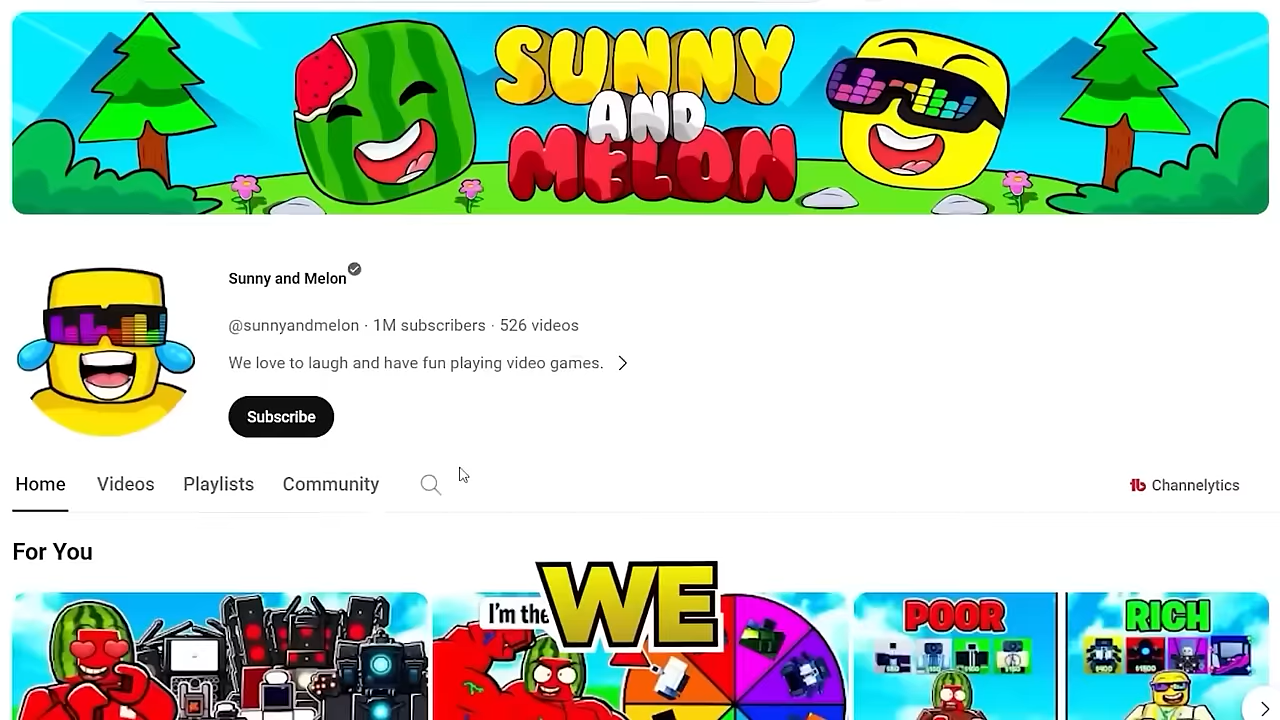 SUNNY
AND
MELON
Sunny and Melon
@sunnyandmelon · 1M subscribers · 526 videos
We love to laugh and have fun playing video games.
Subscribe
Home Videos Playlists Community
tb Channelytics
For You
I'm the
WE
POOR
RICH